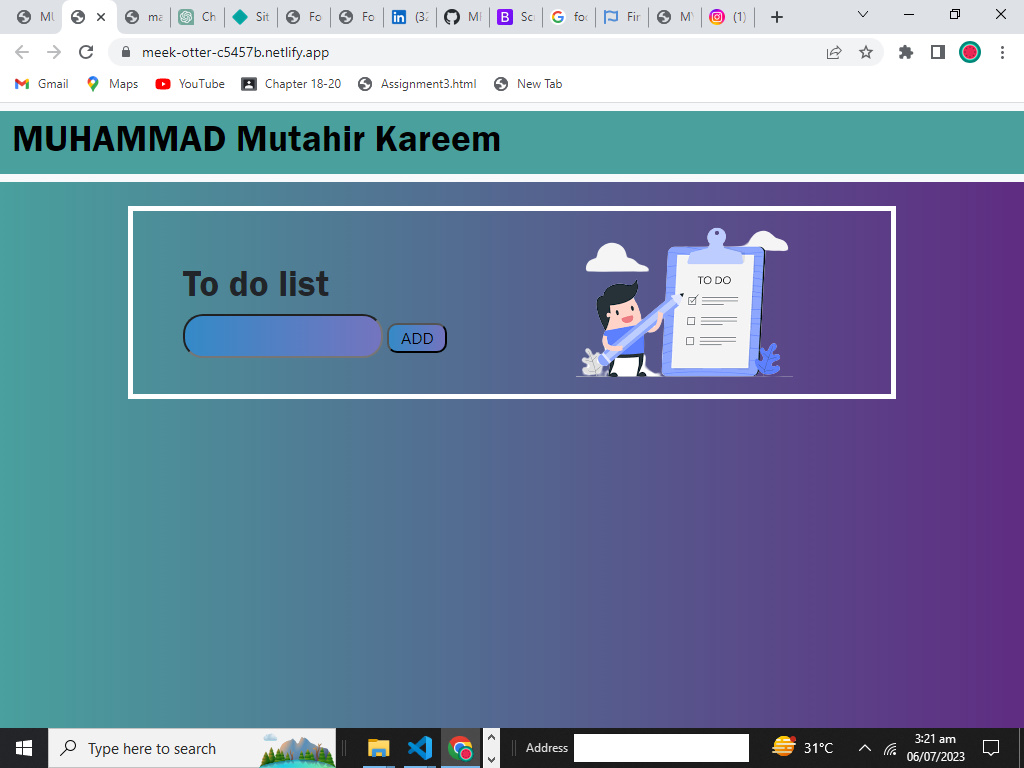 MU
ma
Ch
Sit
Fo
Fo
(32
MI
Sc
fo
Fir
M
(1)
meek-otter-c5457b.netlify.app
Gmail Maps YouTube Chapter 18-20 Assignment3.html New Tab
MUHAMMAD Mutahir Kareem
To do list
ADD
TO DO
Type here to search
Address
31°C
3:21 am
06/07/2023